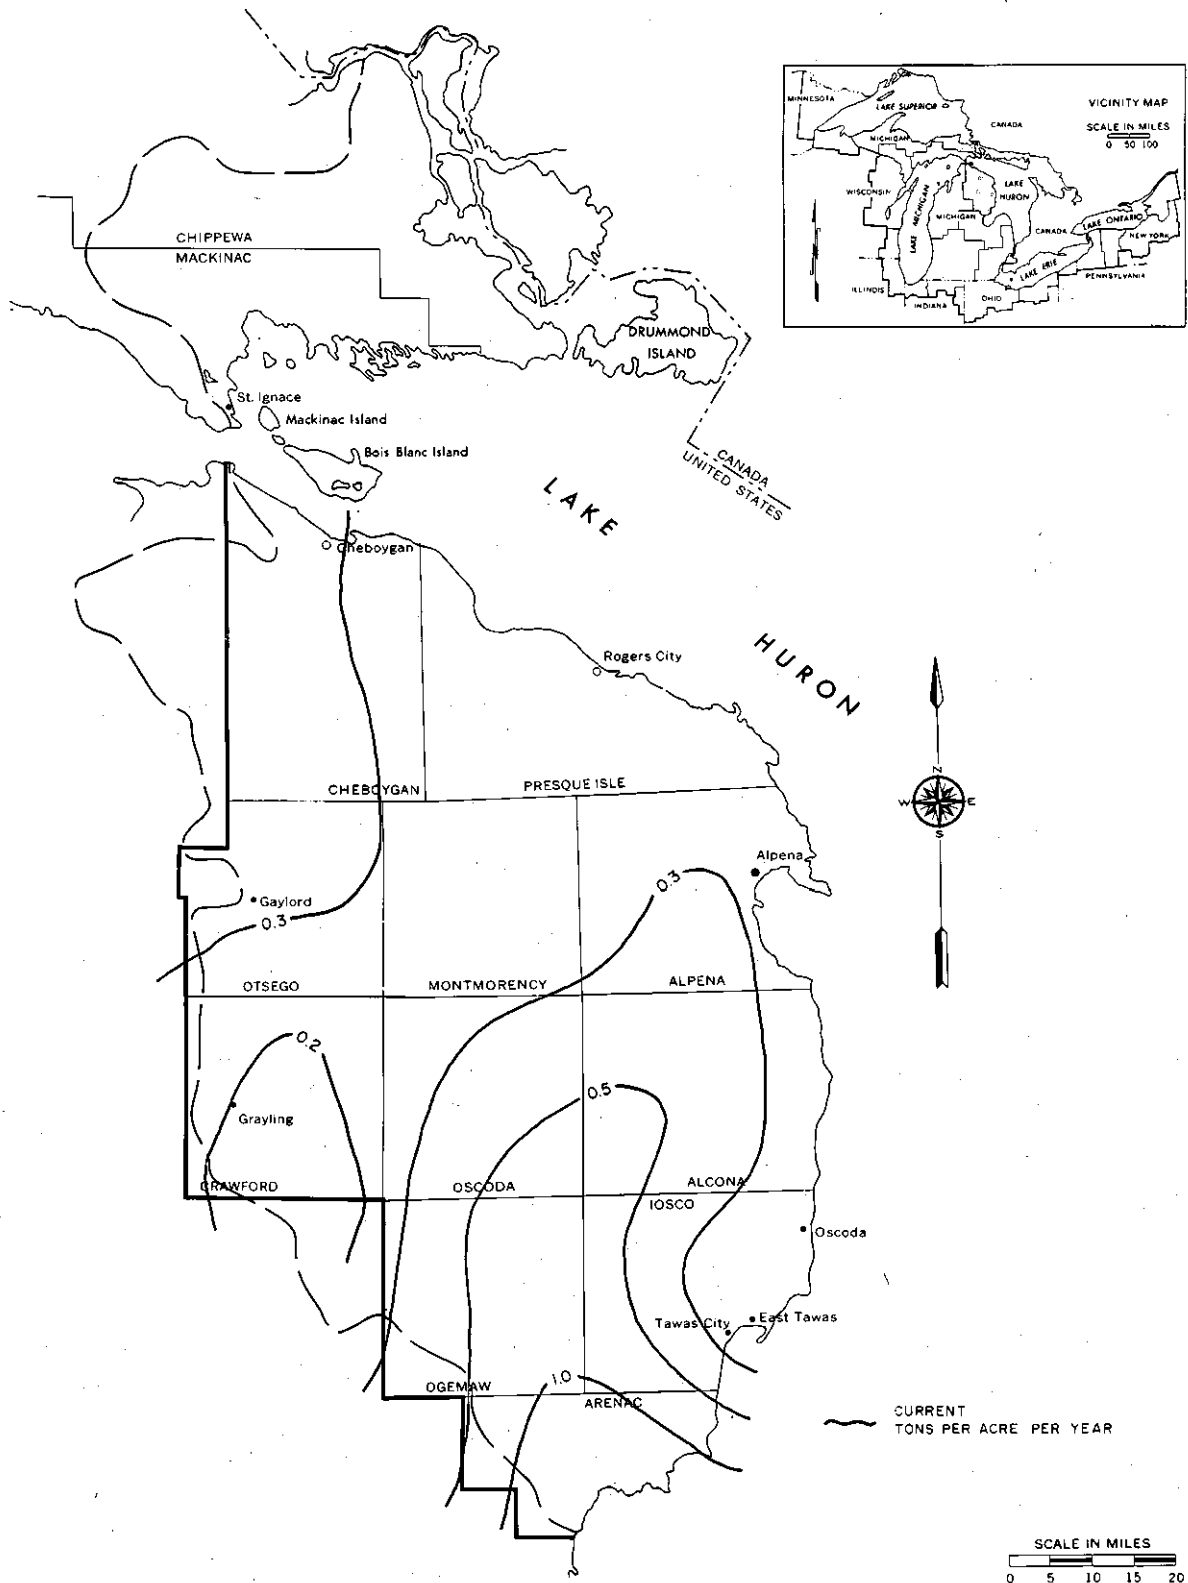 VICINITY MAP
SCALE IN MILES
0 50 100
MINNESOTA
LAKE SUPERIOR
CANADA
MICHIGAN
WISCONSIN
LAKE MICHIGAN
MICHIGAN
LAKE
HURON
CANADA
LAKE ONTARIO
NEW YORK
LAKE ERIE
PENNSYLVANIA
ILLINOIS
INDIANA
OHIO
CHIPPEWA
MACKINAC
DRUMMOND
ISLAND
St. Ignace
Mackinac Island
Bois Blanc Island
CANADA
UNITED STATES
LAKE
HURON
Cheboygan
Rogers City
N
W E
S
CHEBOYGAN
PRESQUE ISLE
Alpena
0.3
Gaylord
0.3
OTSEGO
MONTMORENCY
ALPENA
0.2
0.5
Grayling
CRAWFORD
OSCODA
ALCONA
IOSCO
Oscoda
Tawas City
East Tawas
OGEMAW
1.0
ARENAC
CURRENT
TONS PER ACRE PER YEAR
SCALE IN MILES
0 5 10 15 20